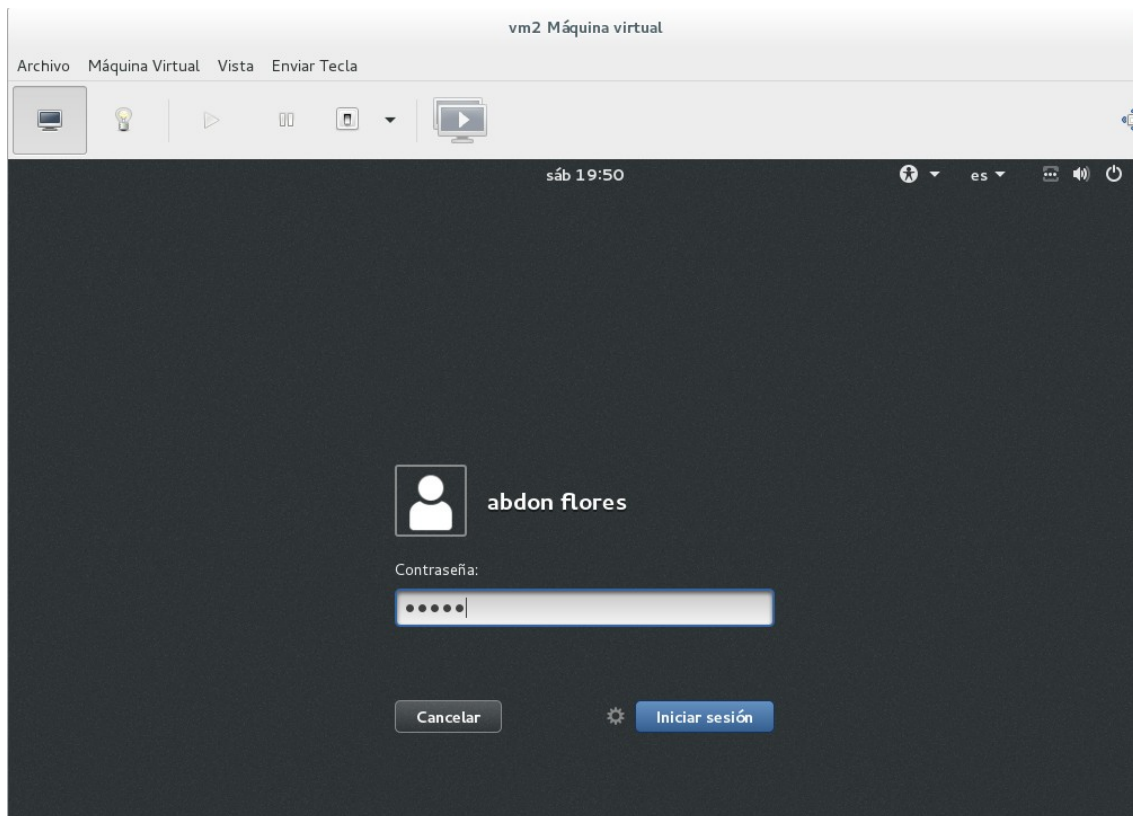 vm2 Máquina virtual
Archivo Máquina Virtual Vista Enviar Tecla
sáb 19:50 es
abdon flores
Contraseña:
•••••
Cancelar Iniciar sesión